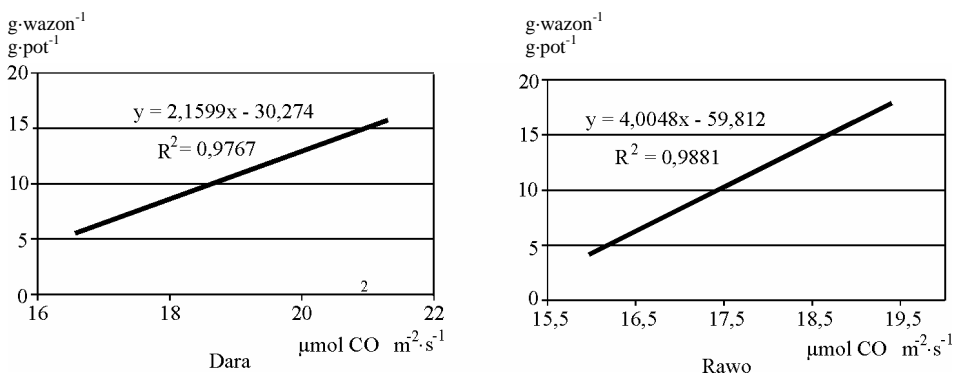 g·wazon⁻¹
g·pot⁻¹
20
15
10
5
0
y = 2,1599x - 30,274
R² = 0,9767
2
16
18
20
22
µmol CO m⁻²·s⁻¹
Dara
g·wazon⁻¹
g·pot⁻¹
20
15
10
5
0
y = 4,0048x - 59,812
R² = 0,9881
15,5
16,5
17,5
18,5
19,5
µmol CO m⁻²·s⁻¹
Rawo